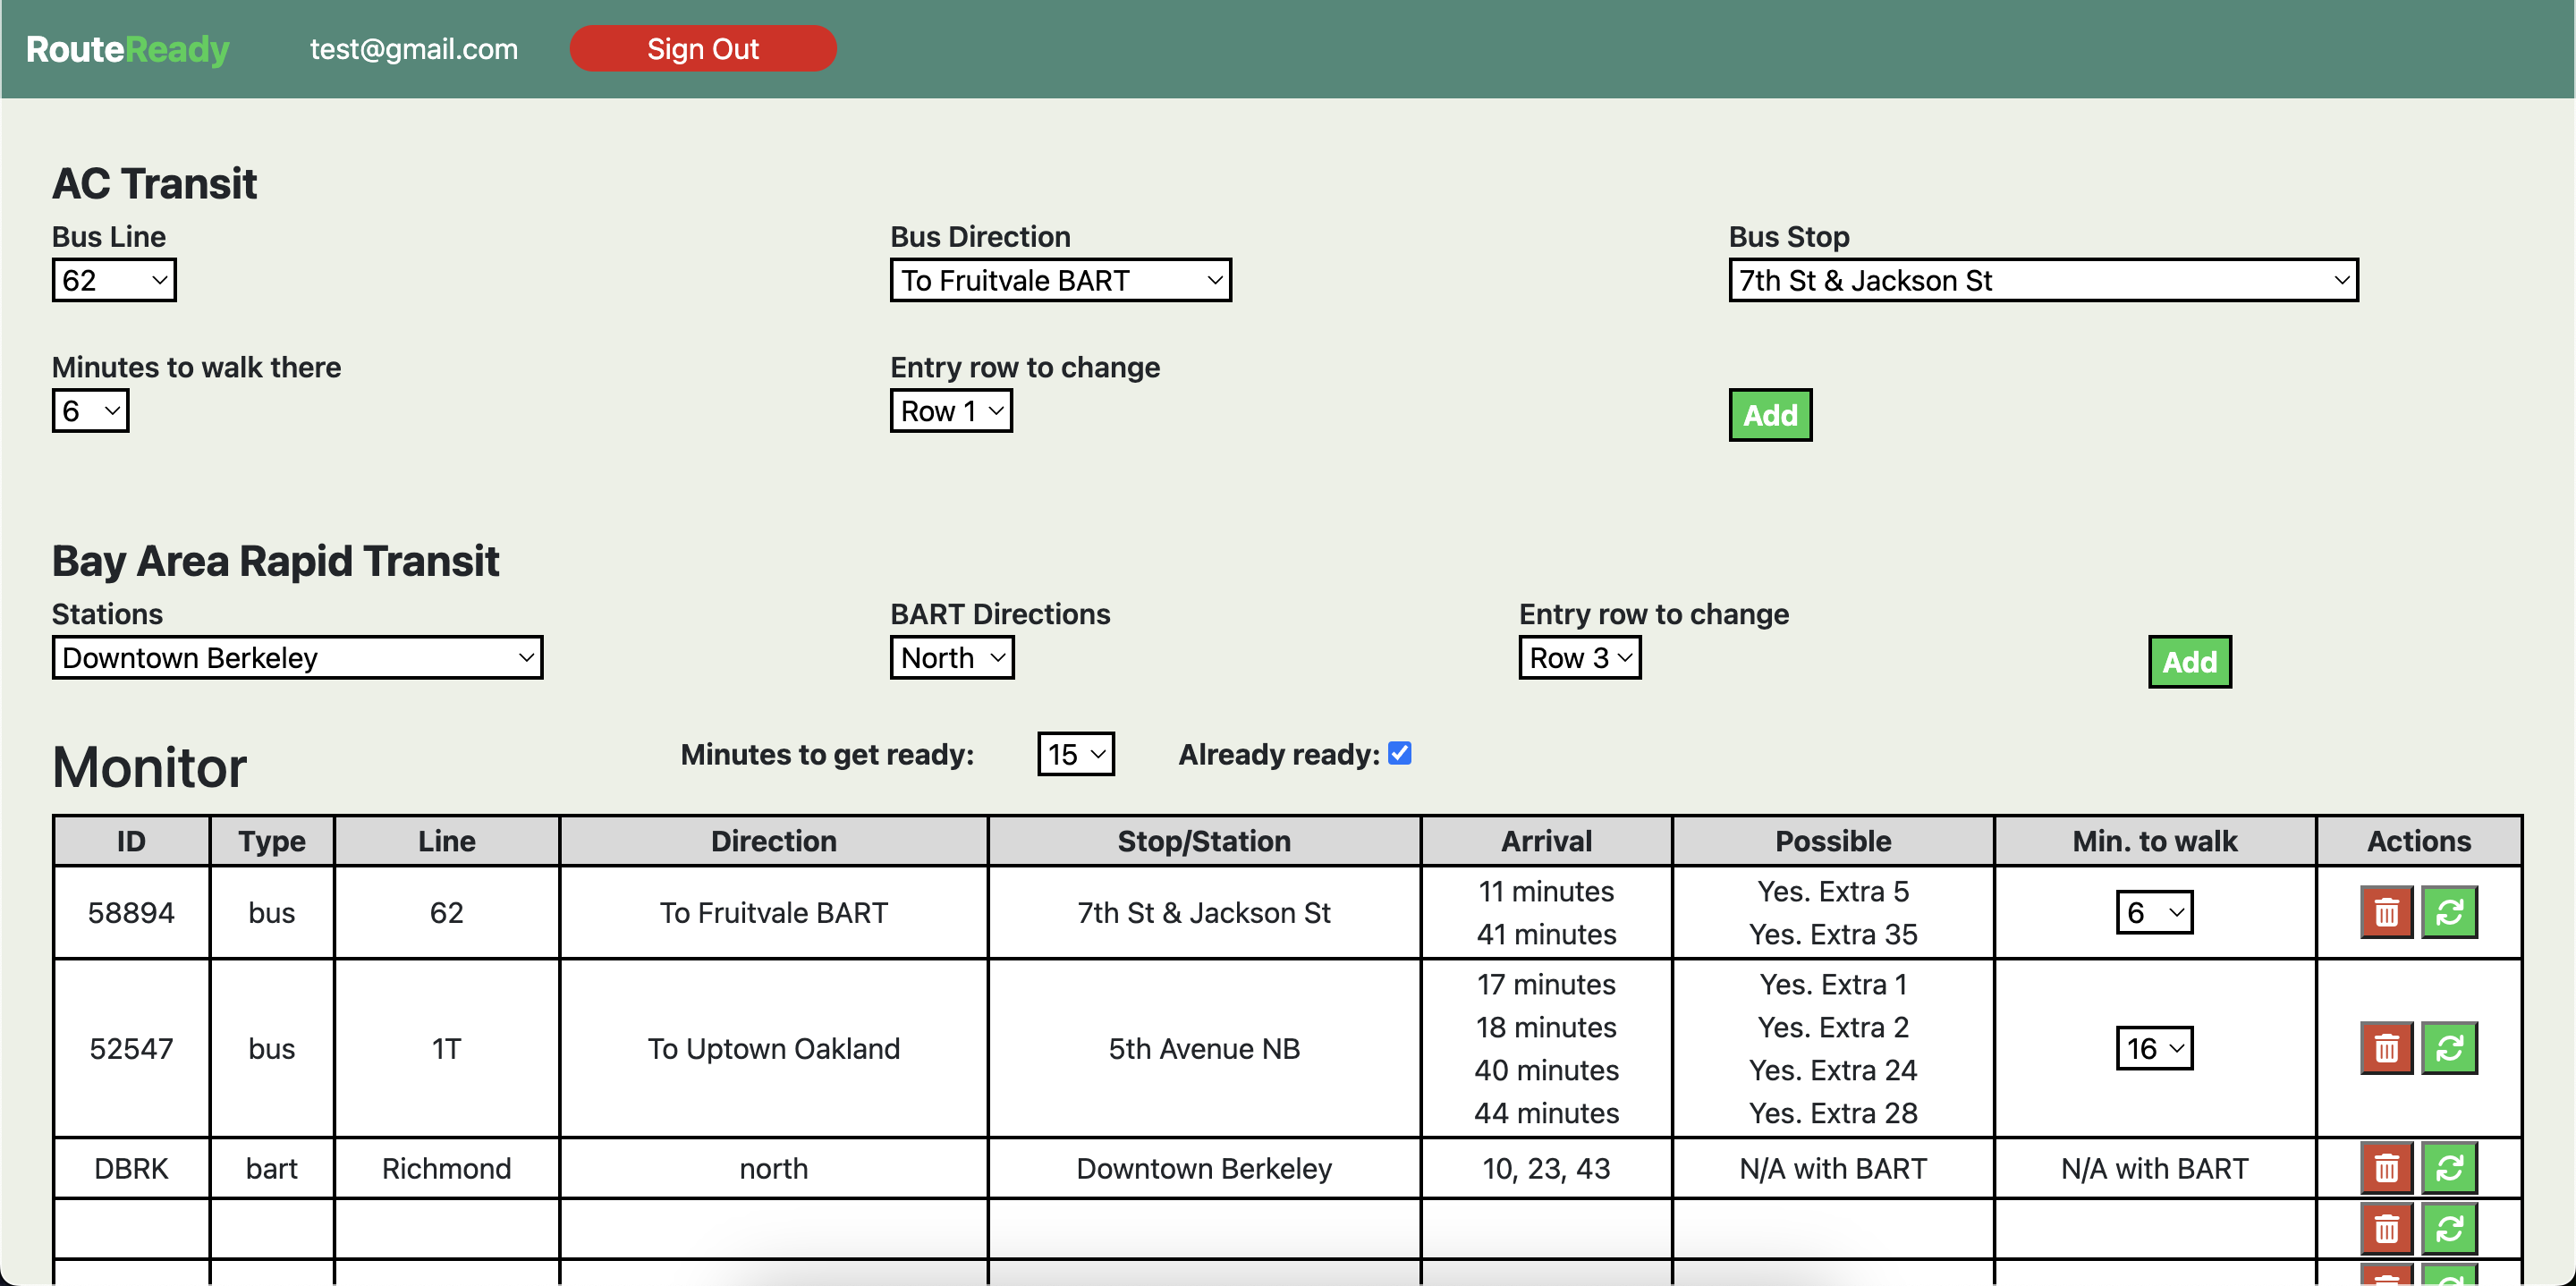 RouteReady test@gmail.com Sign Out
AC Transit
Bus Line Bus Direction Bus Stop
62 To Fruitvale BART 7th St & Jackson St
Minutes to walk there Entry row to change
6 Row 1 Add
Bay Area Rapid Transit
Stations BART Directions Entry row to change
Downtown Berkeley North Row 3 Add
Monitor Minutes to get ready: 15 Already ready:
ID Type Line Direction Stop/Station Arrival Possible Min. to walk Actions
58894 bus 62 To Fruitvale BART 7th St & Jackson St 11 minutes Yes. Extra 5 6
41 minutes Yes. Extra 35
52547 bus 1T To Uptown Oakland 5th Avenue NB 17 minutes Yes. Extra 1 16
18 minutes Yes. Extra 2
40 minutes Yes. Extra 24
44 minutes Yes. Extra 28
DBRK bart Richmond north Downtown Berkeley 10, 23, 43 N/A with BART N/A with BART